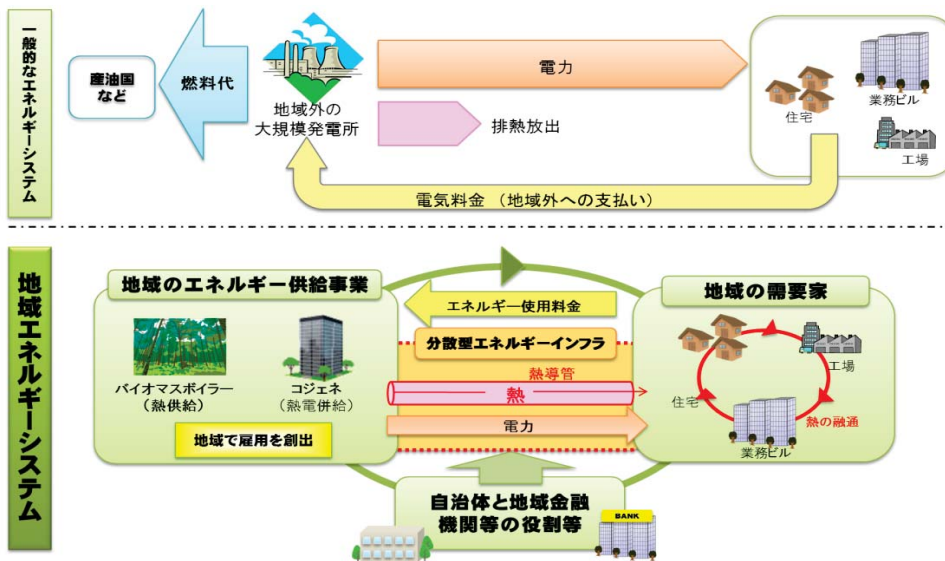 一般的なエネルギーシステム
産油国
など
燃料代
地域外の
大規模発電所
電力
排熱放出
住宅
業務ビル
工場
電気料金 (地域外への支払い)
地域エネルギーシステム
地域のエネルギー供給事業
バイオマスボイラー
(熱供給)
コジェネ
(熱電併給)
地域で雇用を創出
エネルギー使用料金
分散型エネルギーインフラ
熱導管
熱
電力
地域の需要家
住宅
工場
業務ビル
熱の融通
自治体と地域金融
機関等の役割等
BANK